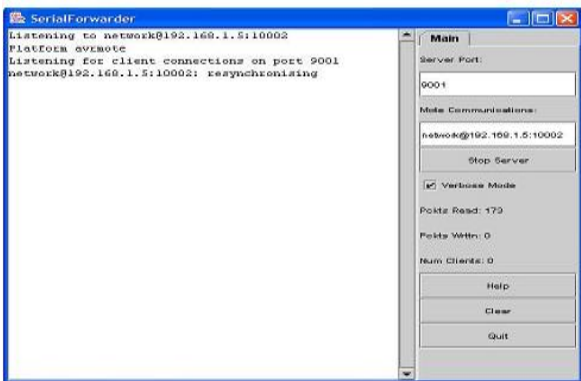 SerialForwarder
Listening to network@192.168.1.5:10002
Platform avrmote
Listening for client connections on port 9001
network@192.168.1.5:10002: resynchronising
Main
Server Port:
9001
Mote Communications:
network@192.168.1.5:10002
Stop Server
Verbose Mode
Pckts Read: 173
Pckts Wrttn: 0
Num Clients: 0
Help
Clear
Quit